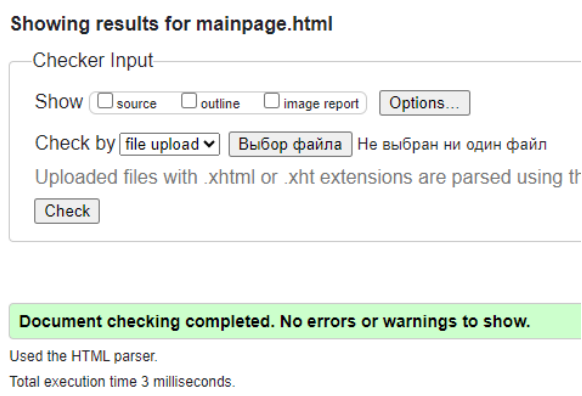 Showing results for mainpage.html
Checker Input
Show source outline image report Options...
Check by file upload Выбор файла Не выбран ни один файл
Uploaded files with .xhtml or .xht extensions are parsed using
Check
Document checking completed. No errors or warnings to show.
Used the HTML parser.
Total execution time 3 milliseconds.